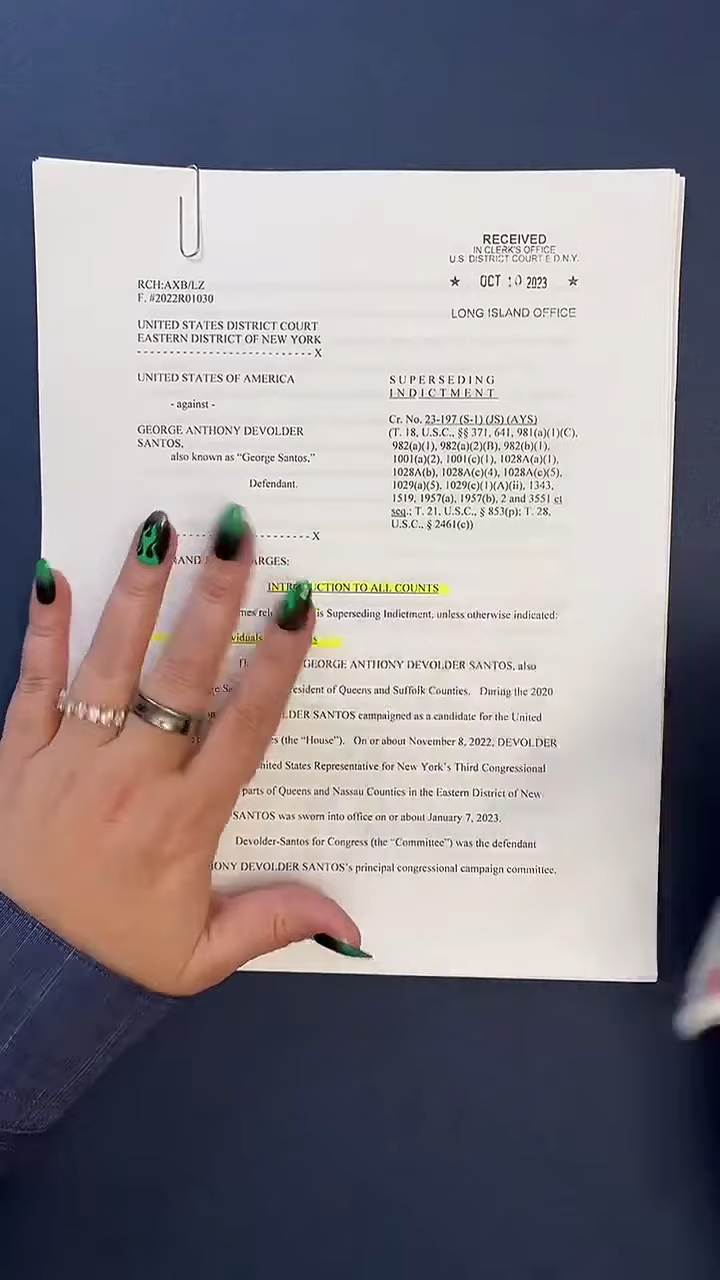 RECEIVED
IN CLERK'S OFFICE
U.S. DISTRICT COURT E.D.N.Y.
★ OCT 10 2023 ★
LONG ISLAND OFFICE
RCH:AXB/LZ
F. #2022R01030
UNITED STATES DISTRICT COURT
EASTERN DISTRICT OF NEW YORK
- - - - - - - - - - - - - - - - - - - - - - - - - - - X
UNITED STATES OF AMERICA
- against -
GEORGE ANTHONY DEVOLDER
SANTOS,
also known as “George Santos,”
Defendant.
- - - - - - - - X
SUPERSEDING
INDICTMENT
Cr. No. 23-197 (S-1) (JS) (AYS)
(T. 18, U.S.C., §§ 371, 641, 981(a)(1)(C),
982(a)(1), 982(a)(2)(B), 982(b)(1),
1001(a)(2), 1001(c)(1), 1028A(a)(1),
1028A(b), 1028A(c)(4), 1028A(c)(5),
1029(a)(5), 1029(c)(1)(A)(ii), 1343,
1519, 1957(a), 1957(b), 2 and 3551 et
seq.; T. 21, U.S.C., § 853(p); T. 28,
U.S.C., § 2461(c))
INTRODUCTION TO ALL COUNTS
Superseding Indictment, unless otherwise indicated:
GEORGE ANTHONY DEVOLDER SANTOS, also
resident of Queens and Suffolk Counties. During the 2020
SANTOS campaigned as a candidate for the United
(the “House”). On or about November 8, 2022, DEVOLDER
United States Representative for New York’s Third Congressional
parts of Queens and Nassau Counties in the Eastern District of New
SANTOS was sworn into office on or about January 7, 2023.
Devolder-Santos for Congress (the “Committee”) was the defendant
DEVOLDER SANTOS’s principal congressional campaign committee.